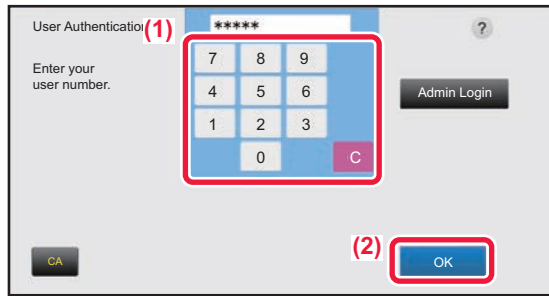 User Authentication
(1)
*****
?
Enter your
user number.
7 8 9
4 5 6
1 2 3
0 C
Admin Login
(2)
CA
OK